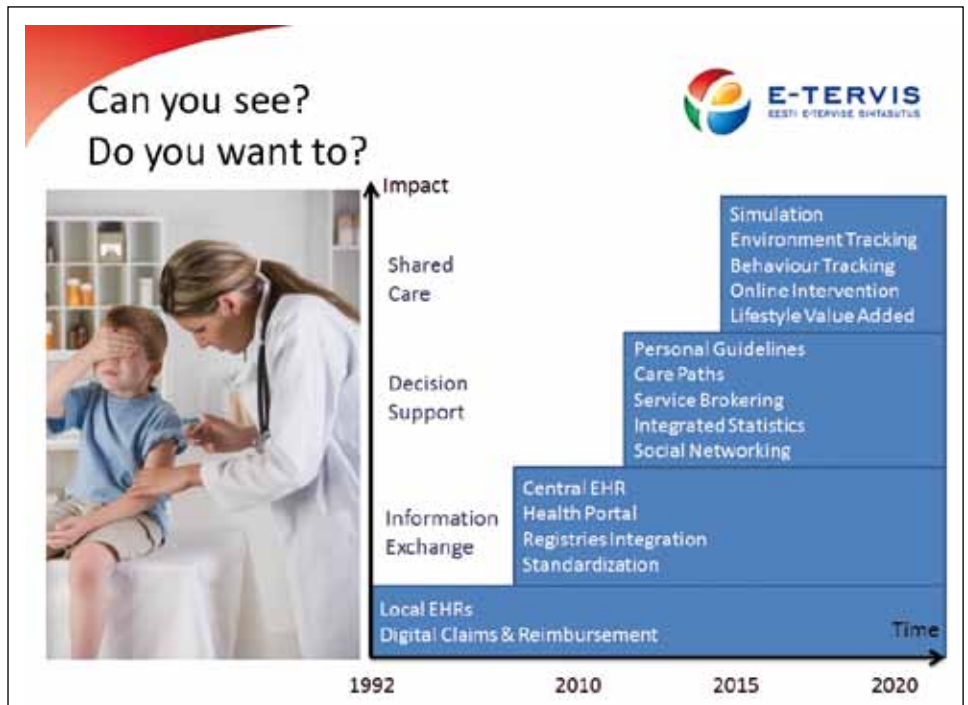 Can you see?
Do you want to?
E-TERVIS
EESTI E-TERVISE SIHTASUTUS
Impact
Shared
Care
Simulation
Environment Tracking
Behaviour Tracking
Online Intervention
Lifestyle Value Added
Decision
Support
Personal Guidelines
Care Paths
Service Brokering
Integrated Statistics
Social Networking
Information
Exchange
Central EHR
Health Portal
Registries Integration
Standardization
Local EHRs
Digital Claims & Reimbursement
Time
1992 2010 2015 2020